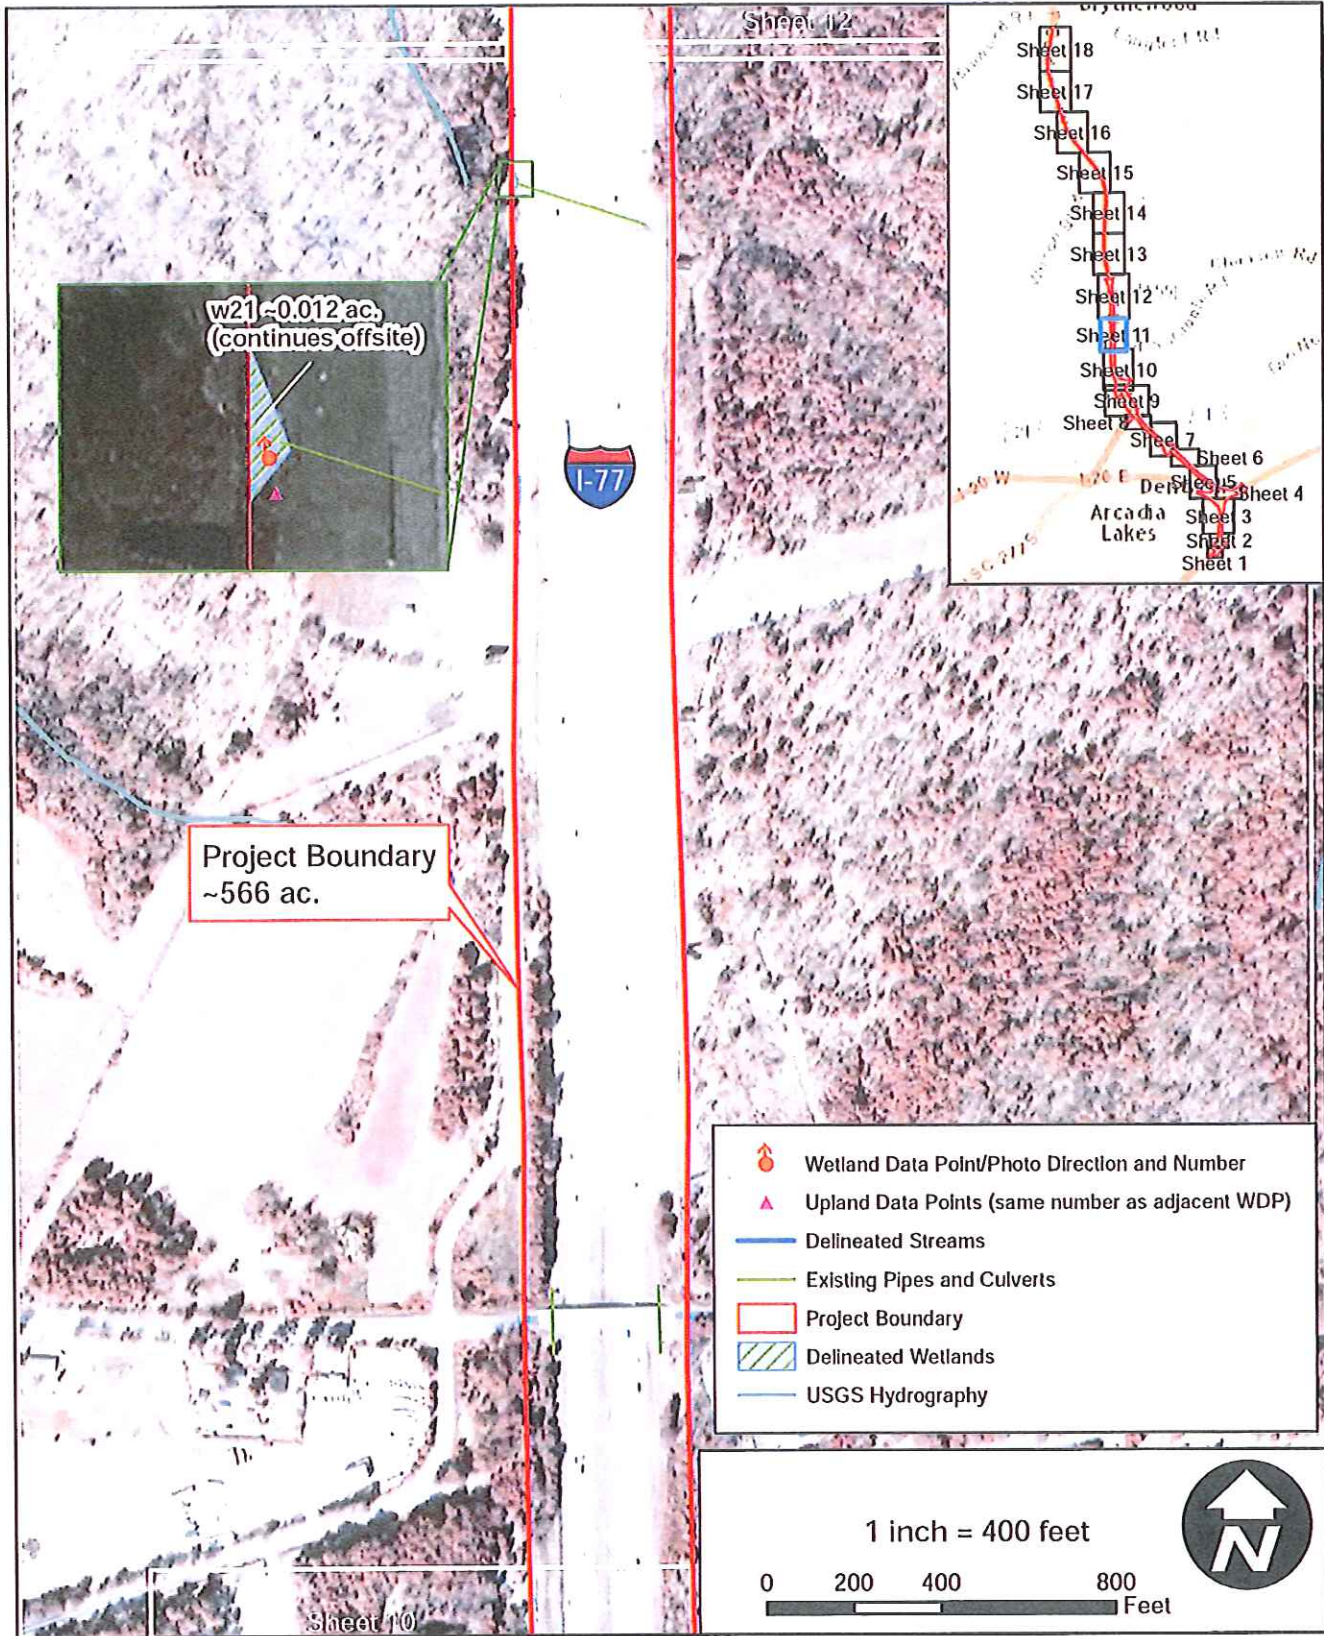 Sheet 12
Sheet 18
Sheet 17
Sheet 16
Sheet 15
Sheet 14
Sheet 13
Sheet 12
Sheet 11
Sheet 10
Sheet 9
Sheet 8
Sheet 7
Sheet 6
Sheet 5
Sheet 4
Sheet 3
Sheet 2
Sheet 1
Arcadia
Lakes
I-20 W
I-20 E
w21 ~0.012 ac.
(continues offsite)
I-77
Project Boundary
~566 ac.
Wetland Data Point/Photo Direction and Number
Upland Data Points (same number as adjacent WDP)
Delineated Streams
Existing Pipes and Culverts
Project Boundary
Delineated Wetlands
USGS Hydrography
1 inch = 400 feet
N
0 200 400 800
Feet
Sheet 10